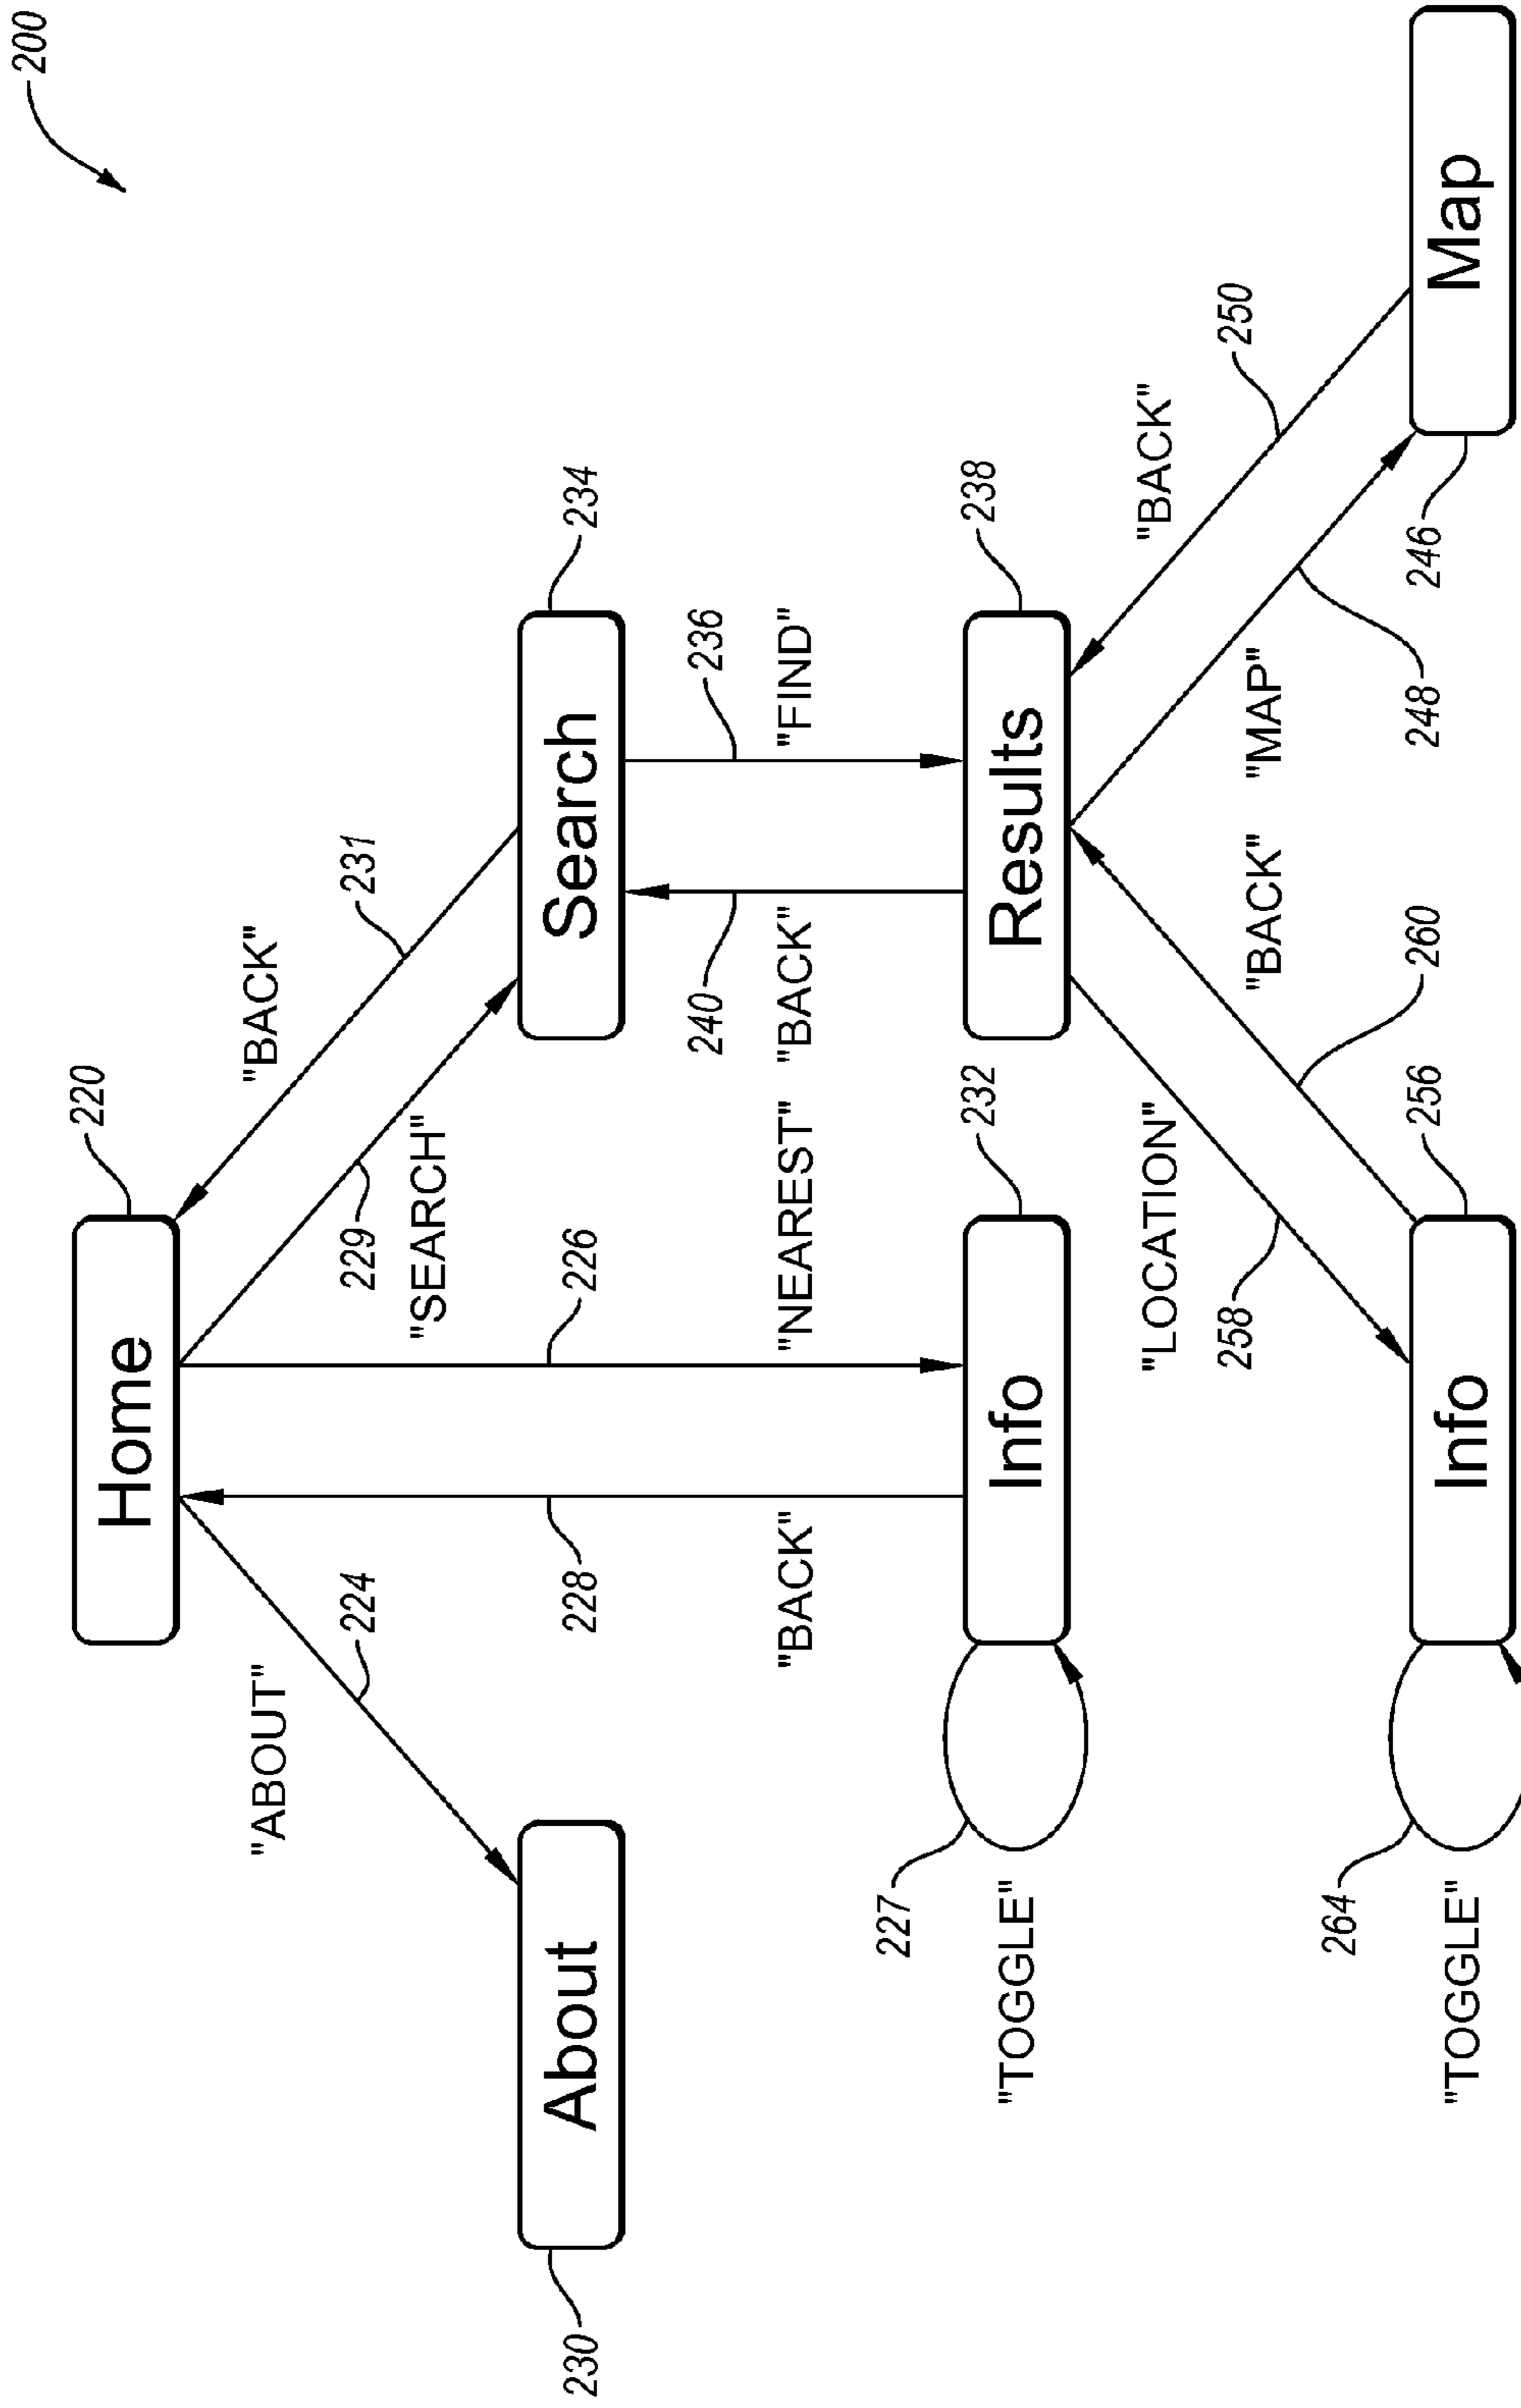 200
220
Home
"ABOUT"
224
"BACK"
231
229
"SEARCH"
230
About
Search
234
228
226
240
236
"BACK"
"NEAREST"
"BACK"
"FIND"
227
232
238
"TOGGLE"
Info
Results
"LOCATION"
"BACK"
258
250
"BACK"
"MAP"
264
256
260
248
246
"TOGGLE"
Info
Map